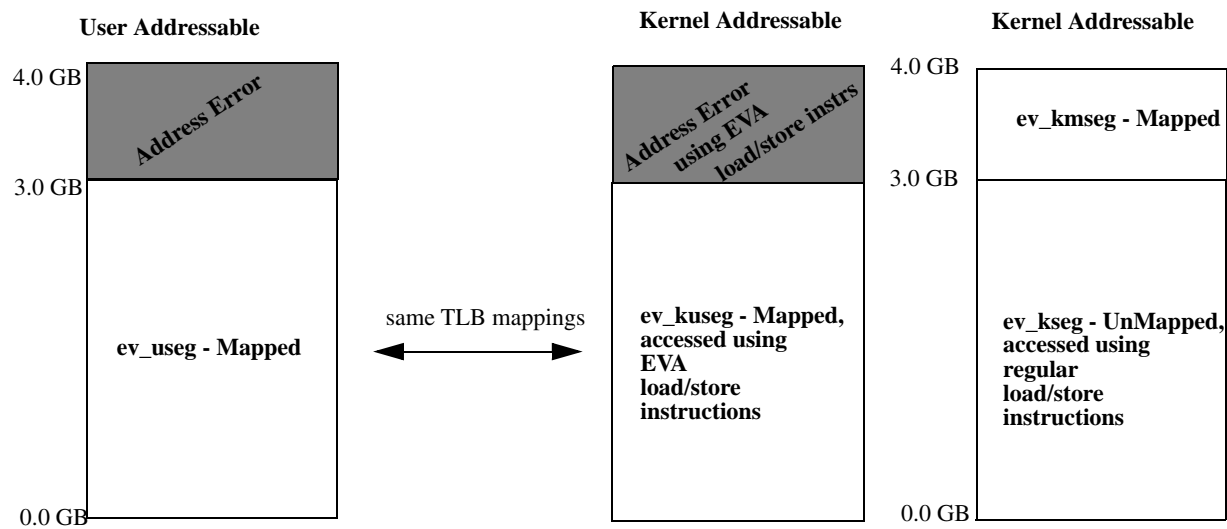 User Addressable
4.0 GB
Address Error
3.0 GB
ev_useg - Mapped
0.0 GB
same TLB mappings
Kernel Addressable
Address Error
using EVA
load/store instrs
ev_kuseg - Mapped,
accessed using
EVA
load/store
instructions
Kernel Addressable
4.0 GB
ev_kmseg - Mapped
3.0 GB
ev_kseg - UnMapped,
accessed using
regular
load/store
instructions
0.0 GB